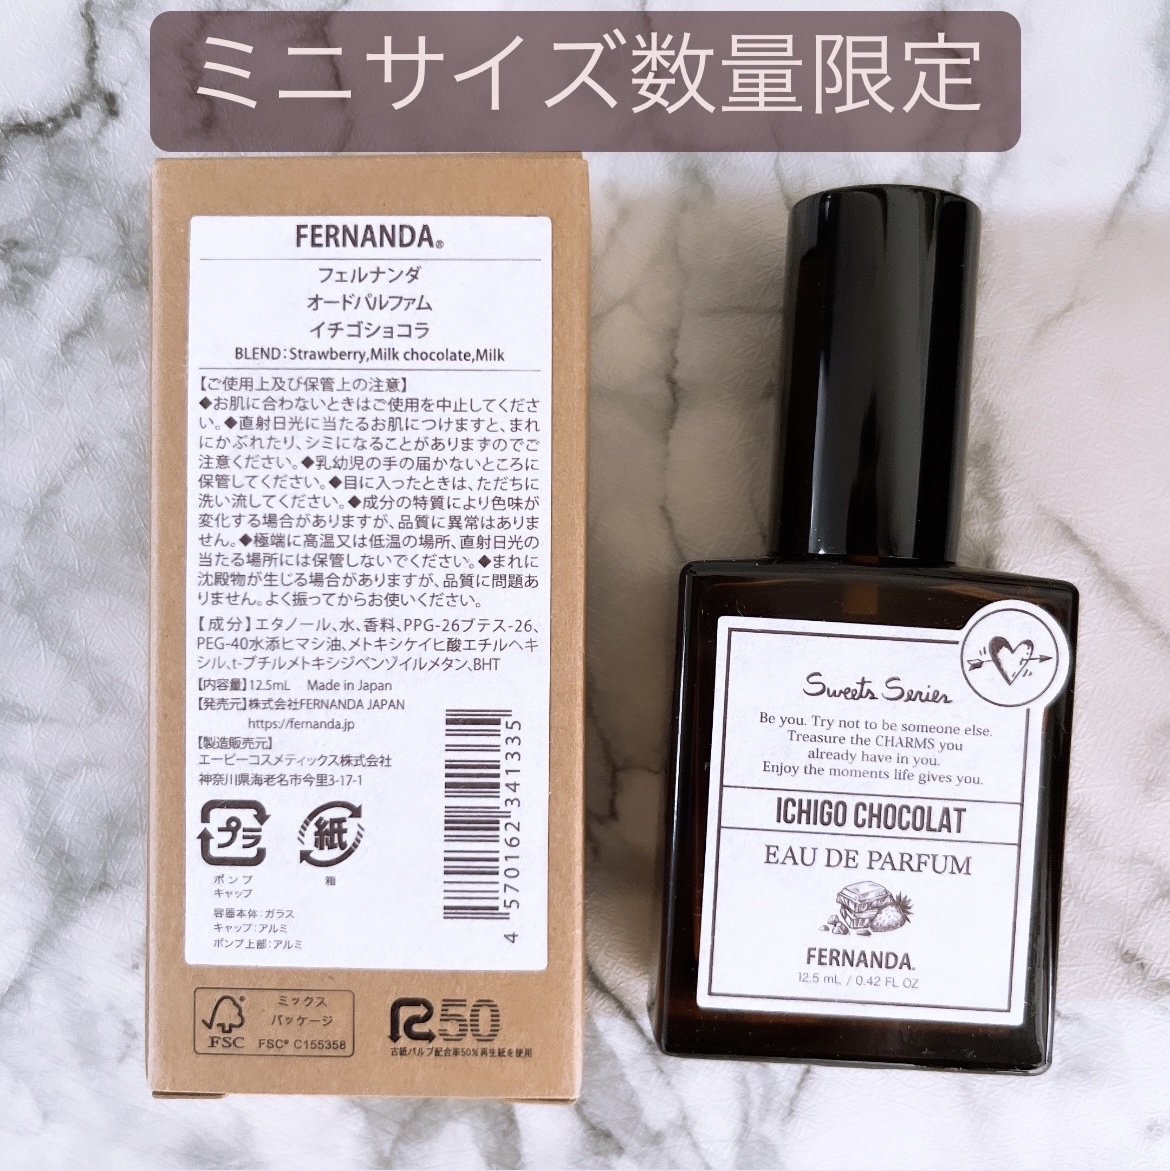 ミニサイズ数量限定
FERNANDA®
フェルナンダ
オードパルファム
イチゴショコラ
BLEND:Strawberry,Milk chocolate,Milk
【ご使用上及び保管上の注意】
◆お肌に合わないときはご使用を中止してくださ
い。◆直射日光に当たるお肌につけますと、まれ
にかぶれたり、シミになることがありますのでご
注意ください。◆乳幼児の手の届かないところに
保管してください。◆目に入ったときは、ただちに
洗い流してください。◆成分の特質により色味が
変化する場合がありますが、品質に異常はありま
せん。◆極端に高温又は低温の場所、直射日光の
当たる場所には保管しないでください。◆まれに
沈殿物が生じる場合がありますが、品質に問題あ
りません。よく振ってからお使いください。
【成分】エタノール、水、香料、PPG-26ブテス-26、
PEG-40水添ヒマシ油、メトキシケイヒ酸エチルヘキ
シル、t-ブチルメトキシジベンゾイルメタン、BHT
【内容量】12.5mL Made in Japan
【発売元】株式会社FERNANDA JAPAN
https://fernanda.jp
【製造販売元】
エーピーコスメティックス株式会社
神奈川県海老名市今里3-17-1
プラ
紙
ポンプ
キャップ
箱
容器本体:ガラス
キャップ:アルミ
ポンプ上部:アルミ
4 570162 341335
FSC
ミックス
パッケージ
FSC® C155358
R50
古紙パルプ配合率50%再生紙を使用
Sweets Series
Be you. Try not to be someone else.
Treasure the CHARMS you
already have in you.
Enjoy the moments life gives you.
ICHIGO CHOCOLAT
EAU DE PARFUM
FERNANDA.
12.5 mL / 0.42 FL OZ